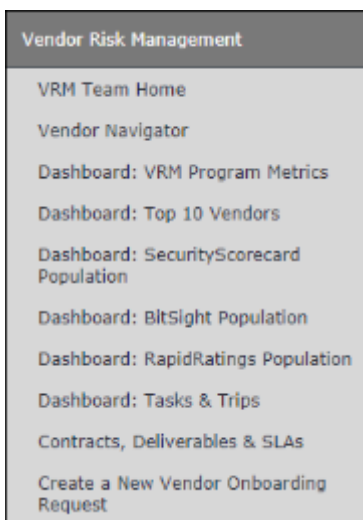 Vendor Risk Management
VRM Team Home
Vendor Navigator
Dashboard: VRM Program Metrics
Dashboard: Top 10 Vendors
Dashboard: SecurityScorecard
Population
Dashboard: BitSight Population
Dashboard: RapidRatings Population
Dashboard: Tasks & Trips
Contracts, Deliverables & SLAs
Create a New Vendor Onboarding
Request